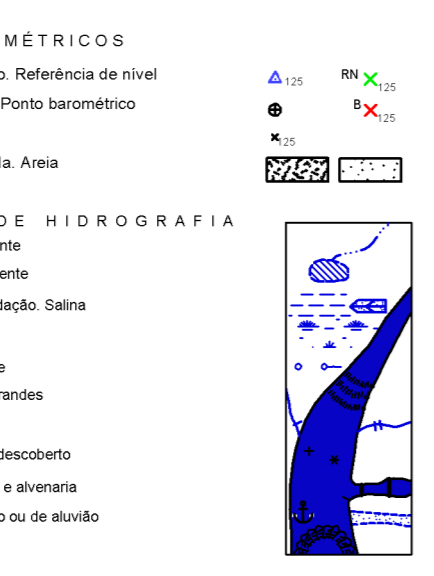 MÉTRICOS
o. Referência de nível
125 RN 125
Ponto barométrico
B 125
125
la. Areia
DE HIDROGRAFIA
nte
ente
dação. Salina
e
randes
descoberto
e alvenaria
o ou de aluvião